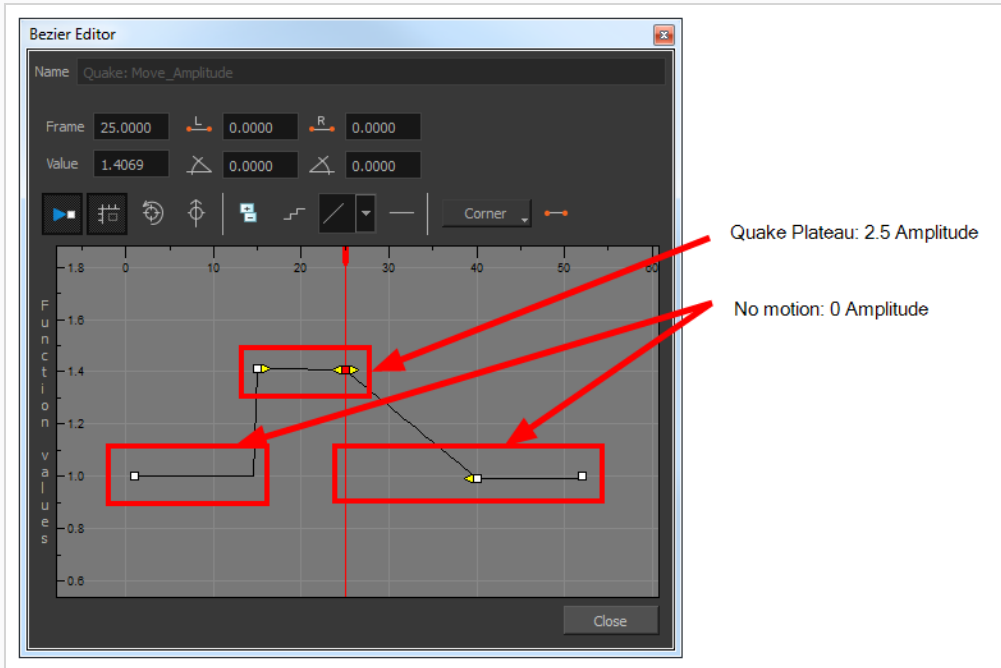 Bezier Editor
Name Quake: Move_Amplitude
Frame 25.0000 L 0.0000 R 0.0000
Value 1.4069 0.0000 0.0000
Corner
Quake Plateau: 2.5 Amplitude
No motion: 0 Amplitude
0 10 20 30 40 50 60
1.8
1.6
1.4
1.2
1.0
0.8
0.6
Function values
Close